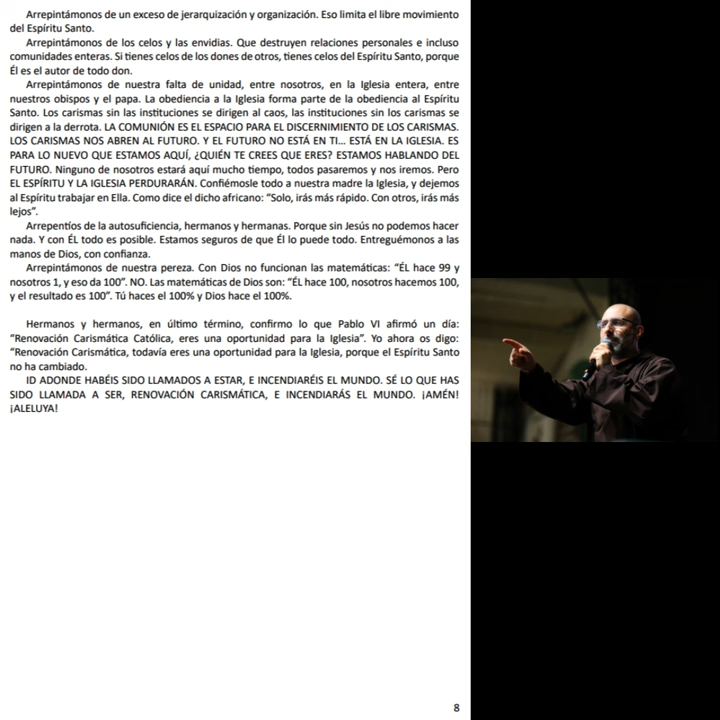 Arrepintámonos de un exceso de jerarquización y organización. Eso limita el libre movimiento
del Espíritu Santo.
Arrepintámonos de los celos y las envidias. Que destruyen relaciones personales e incluso
comunidades enteras. Si tienes celos de los dones de otros, tienes celos del Espíritu Santo, porque
Él es el autor de todo don.
Arrepintámonos de nuestra falta de unidad, entre nosotros, en la Iglesia entera, entre
nuestros obispos y el papa. La obediencia a la Iglesia forma parte de la obediencia al Espíritu
Santo. Los carismas sin las instituciones se dirigen al caos, las instituciones sin los carismas se
dirigen a la derrota. LA COMUNIÓN ES EL ESPACIO PARA EL DISCERNIMIENTO DE LOS CARISMAS.
LOS CARISMAS NOS ABREN AL FUTURO. Y EL FUTURO NO ESTÁ EN TI... ESTÁ EN LA IGLESIA. ES
PARA LO NUEVO QUE ESTAMOS AQUÍ, ¿QUIÉN TE CREES QUE ERES? ESTAMOS HABLANDO DEL
FUTURO. Ninguno de nosotros estará aquí mucho tiempo, todos pasaremos y nos iremos. Pero
EL ESPÍRITU Y LA IGLESIA PERDURARÁN. Confiémosle todo a nuestra madre la Iglesia, y dejemos
al Espíritu trabajar en Ella. Como dice el dicho africano: “Solo, irás más rápido. Con otros, irás más
lejos”.
Arrepentíos de la autosuficiencia, hermanos y hermanas. Porque sin Jesús no podemos hacer
nada. Y con ÉL todo es posible. Estamos seguros de que Él lo puede todo. Entreguémonos a las
manos de Dios, con confianza.
Arrepintámonos de nuestra pereza. Con Dios no funcionan las matemáticas: “ÉL hace 99 y
nosotros 1, y eso da 100”. NO. Las matemáticas de Dios son: “ÉL hace 100, nosotros hacemos 100,
y el resultado es 100”. Tú haces el 100% y Dios hace el 100%.
Hermanos y hermanos, en último término, confirmo lo que Pablo VI afirmó un día:
“Renovación Carismática Católica, eres una oportunidad para la Iglesia”. Yo ahora os digo:
“Renovación Carismática, todavía eres una oportunidad para la Iglesia, porque el Espíritu Santo
no ha cambiado.
ID ADONDE HABÉIS SIDO LLAMADOS A ESTAR, E INCENDIARÉIS EL MUNDO. SÉ LO QUE HAS
SIDO LLAMADA A SER, RENOVACIÓN CARISMÁTICA, E INCENDIARÁS EL MUNDO. ¡AMÉN!
¡ALELUYA!
8